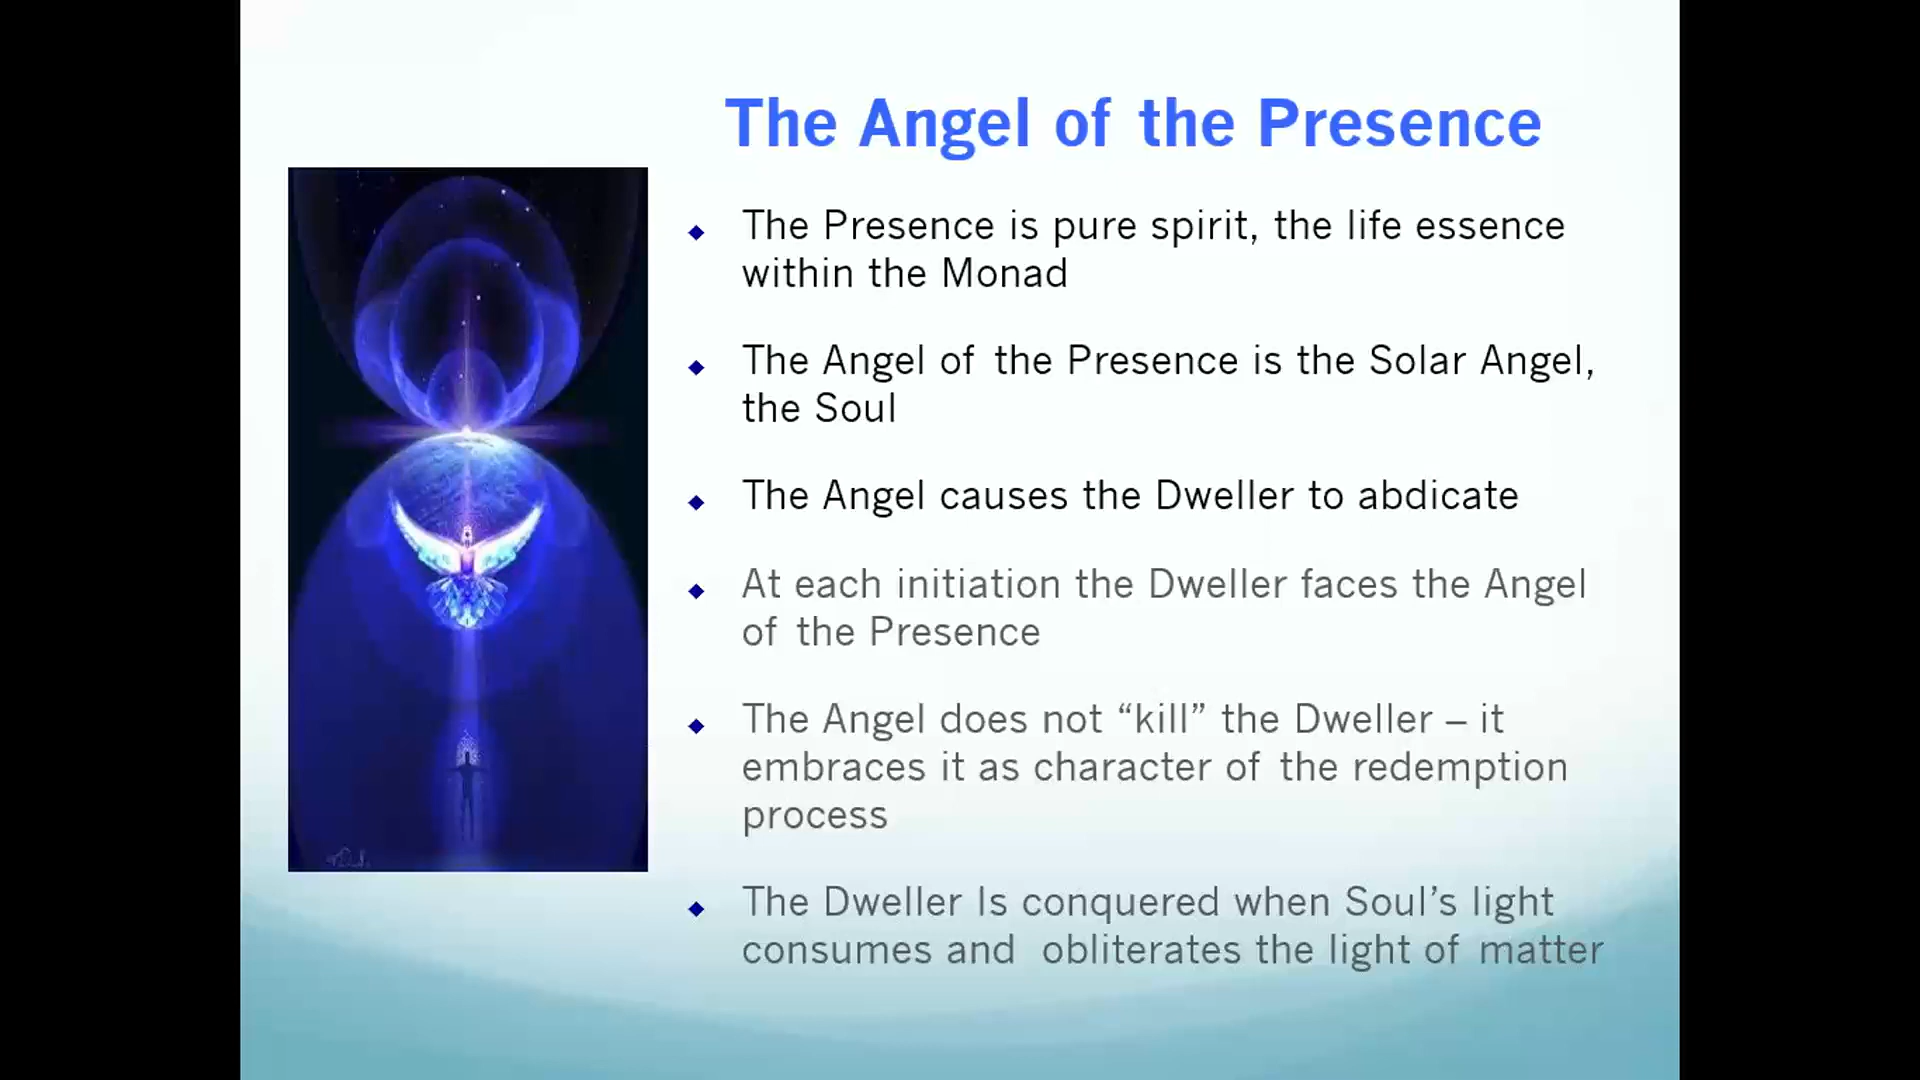 The Angel of the Presence
The Presence is pure spirit, the life essence
within the Monad
The Angel of the Presence is the Solar Angel,
the Soul
The Angel causes the Dweller to abdicate
At each initiation the Dweller faces the Angel
of the Presence
The Angel does not “kill” the Dweller – it
embraces it as character of the redemption
process
The Dweller Is conquered when Soul’s light
consumes and obliterates the light of matter